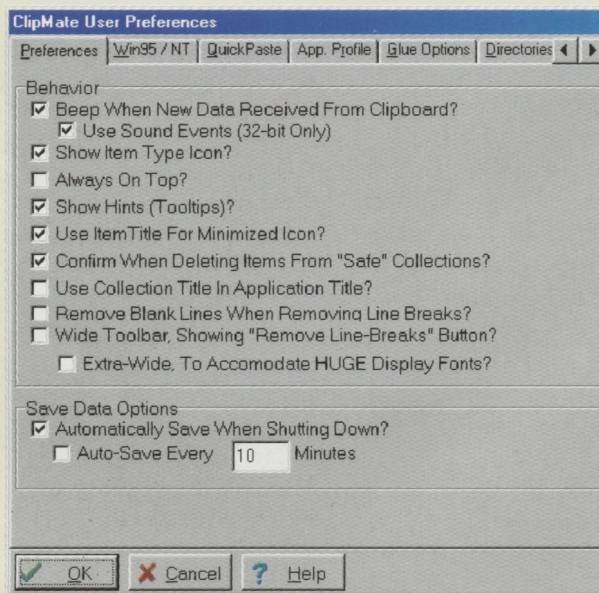 ClipMate User Preferences
Preferences Win95 / NT QuickPaste App. Profile Glue Options Directories
Behavior
Beep When New Data Received From Clipboard?
Use Sound Events (32-bit Only)
Show Item Type Icon?
Always On Top?
Show Hints (Tooltips)?
Use ItemTitle For Minimized Icon?
Confirm When Deleting Items From "Safe" Collections?
Use Collection Title In Application Title?
Remove Blank Lines When Removing Line Breaks?
Wide Toolbar, Showing "Remove Line-Breaks" Button?
Extra-Wide, To Accomodate HUGE Display Fonts?
Save Data Options
Automatically Save When Shutting Down?
Auto-Save Every 10 Minutes
OK Cancel ? Help